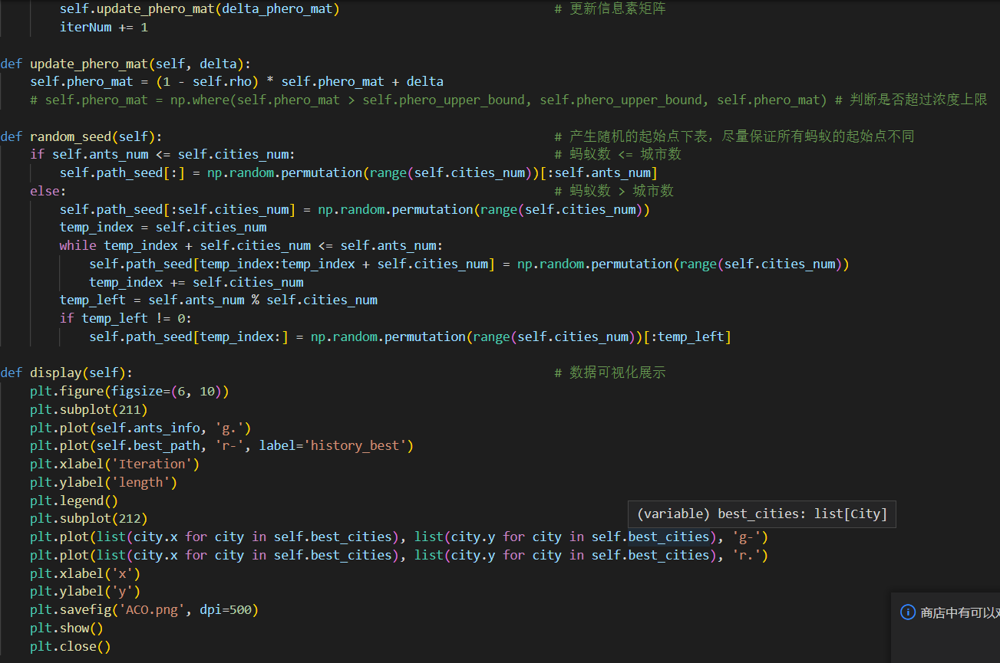 self.update_phero_mat(delta_phero_mat)                             # 更新信息素矩阵
        iterNum += 1
def update_phero_mat(self, delta):
    self.phero_mat = (1 - self.rho) * self.phero_mat + delta
    # self.phero_mat = np.where(self.phero_mat > self.phero_upper_bound, self.phero_upper_bound, self.phero_mat) # 判断是否超过浓度上限
def random_seed(self):                                                     # 产生随机的起始点下表，尽量保证所有蚂蚁的起始点不同
    if self.ants_num <= self.cities_num:                                   # 蚂蚁数 <= 城市数
        self.path_seed[:] = np.random.permutation(range(self.cities_num))[:self.ants_num]
    else:                                                                  # 蚂蚁数 > 城市数
        self.path_seed[:self.cities_num] = np.random.permutation(range(self.cities_num))
        temp_index = self.cities_num
        while temp_index + self.cities_num <= self.ants_num:
            self.path_seed[temp_index:temp_index + self.cities_num] = np.random.permutation(range(self.cities_num))
            temp_index += self.cities_num
        temp_left = self.ants_num % self.cities_num
        if temp_left != 0:
            self.path_seed[temp_index:] = np.random.permutation(range(self.cities_num))[:temp_left]
def display(self):                                                         # 数据可视化展示
    plt.figure(figsize=(6, 10))
    plt.subplot(211)
    plt.plot(self.ants_info, 'g.')
    plt.plot(self.best_path, 'r-', label='history_best')
    plt.xlabel('Iteration')
    plt.ylabel('length')
    plt.legend()
    plt.subplot(212)
(variable) best_cities: list[City]
    plt.plot(list(city.x for city in self.best_cities), list(city.y for city in self.best_cities), 'g-')
    plt.plot(list(city.x for city in self.best_cities), list(city.y for city in self.best_cities), 'r.')
    plt.xlabel('x')
    plt.ylabel('y')
    plt.savefig('ACO.png', dpi=500)
    plt.show()
    plt.close()
商店中有可以